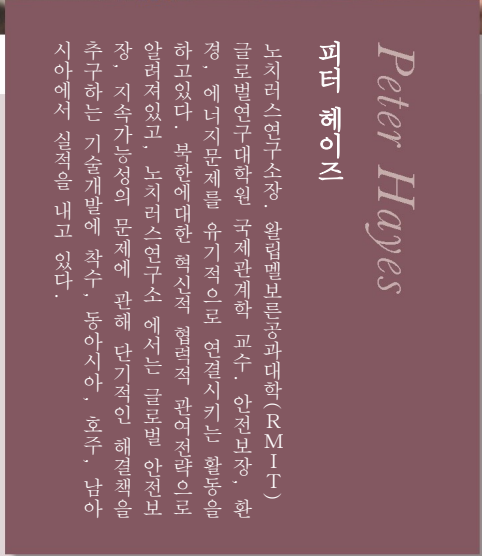 Peter Hayes
피터 헤이즈
노치러스연구소장. 왈립멜보른공과대학(RMIT)
글로벌연구대학원 국제관계학 교수. 안전보장, 환
경, 에너지문제를 유기적으로 연결시키는 활동을
하고있다. 북한에대한 혁신적 협력적 관여전략으로
알려져있고, 노치러스연구소 에서는 글로벌 안전보
장, 지속가능성의 문제에 관해 단기적인 해결책을
추구하는 기술개발에 착수, 동아시아, 호주, 남아
시아에서 실적을 내고 있다.